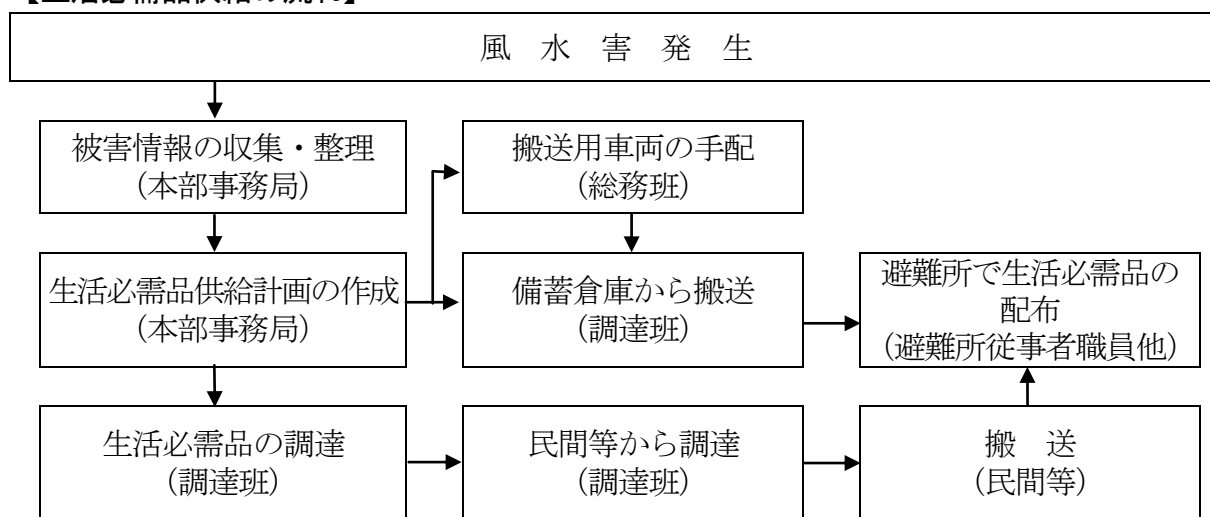 【生活必需品供給の流れ】
風 水 害 発 生
被害情報の収集・整理
（本部事務局）
搬送用車両の手配
（総務班）
生活必需品供給計画の作成
（本部事務局）
備蓄倉庫から搬送
（調達班）
避難所で生活必需品の
配布
（避難所従事者職員他）
生活必需品の調達
（調達班）
民間等から調達
（調達班）
搬 送
（民間等）